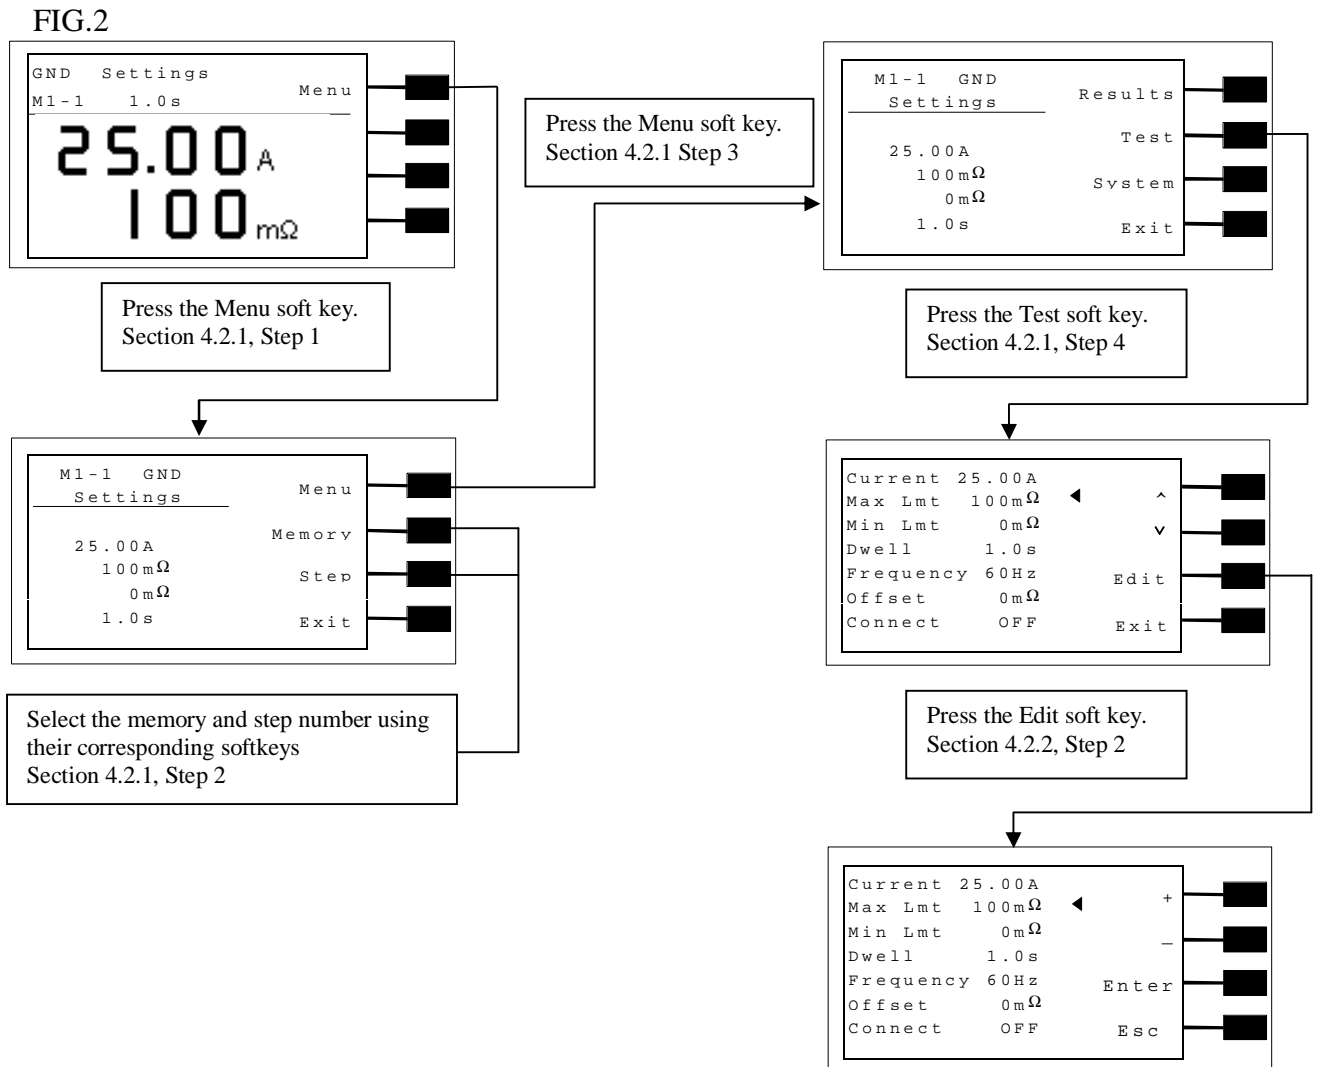 FIG.2
GND Settings
M1-1 1.0s
Menu
25.00A
100mΩ
Press the Menu soft key.
Section 4.2.1, Step 1
M1-1 GND
Settings
25.00A
100mΩ
0mΩ
1.0s
Menu
Memory
Step
Exit
Select the memory and step number using
their corresponding softkeys
Section 4.2.1, Step 2
Press the Menu soft key.
Section 4.2.1 Step 3
M1-1 GND
Settings
25.00A
100mΩ
0mΩ
1.0s
Results
Test
System
Exit
Press the Test soft key.
Section 4.2.1, Step 4
Current 25.00A
Max Lmt 100mΩ ◄ ^
Min Lmt 0mΩ v
Dwell 1.0s
Frequency 60Hz Edit
Offset 0mΩ
Connect OFF Exit
Press the Edit soft key.
Section 4.2.2, Step 2
Current 25.00A +
Max Lmt 100mΩ ◄
Min Lmt 0mΩ –
Dwell 1.0s
Frequency 60Hz Enter
Offset 0mΩ
Connect OFF Esc